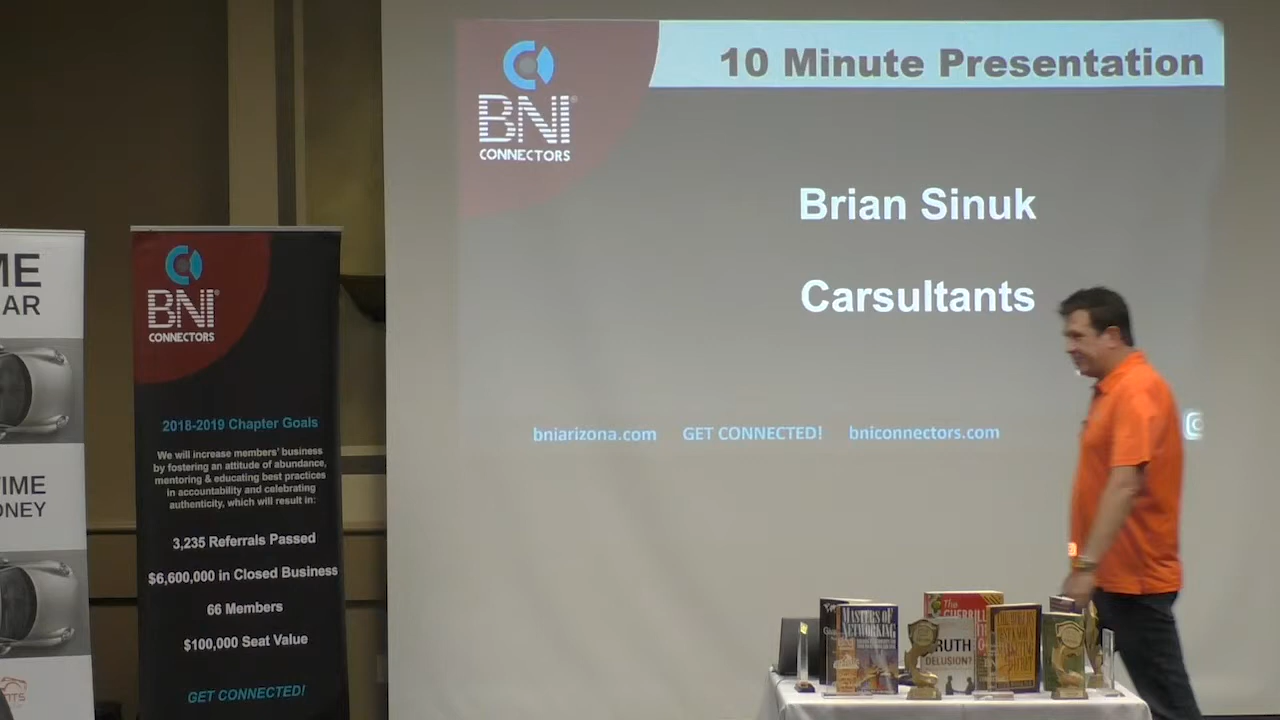 10 Minute Presentation
BNI®
CONNECTORS
Brian Sinuk
Carsultants
bniarizona.com GET CONNECTED! bniconnectors.com
BNI®
CONNECTORS
2018-2019 Chapter Goals
We will increase members' business
by fostering an attitude of abundance,
mentoring & educating best practices
in accountability and celebrating
authenticity, which will result in:
3,235 Referrals Passed
$6,600,000 in Closed Business
66 Members
$100,000 Seat Value
GET CONNECTED!
ME
AR
TIME
ONEY
MASTERS OF
NETWORKING
The
GUERRILL
RUTH
DELUSION?